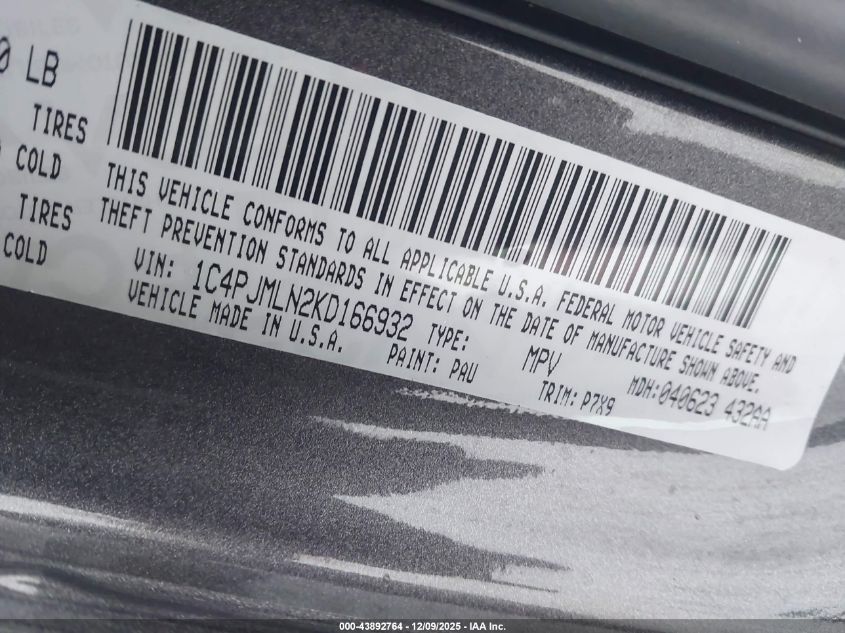 0 LB
TIRES
COLD
TIRES
COLD
THIS VEHICLE CONFORMS TO ALL APPLICABLE U.S.A. FEDERAL MOTOR VEHICLE SAFETY AND
THEFT PREVENTION STANDARDS IN EFFECT ON THE DATE OF MANUFACTURE SHOWN ABOVE.
VIN: 1C4PJMLN2KD166932 TYPE: MPV MDH:040623 432AA
VEHICLE MADE IN U.S.A. PAINT: PAU TRIM: P7X9
000-43892764 - 12/09/2025 - IAA Inc.